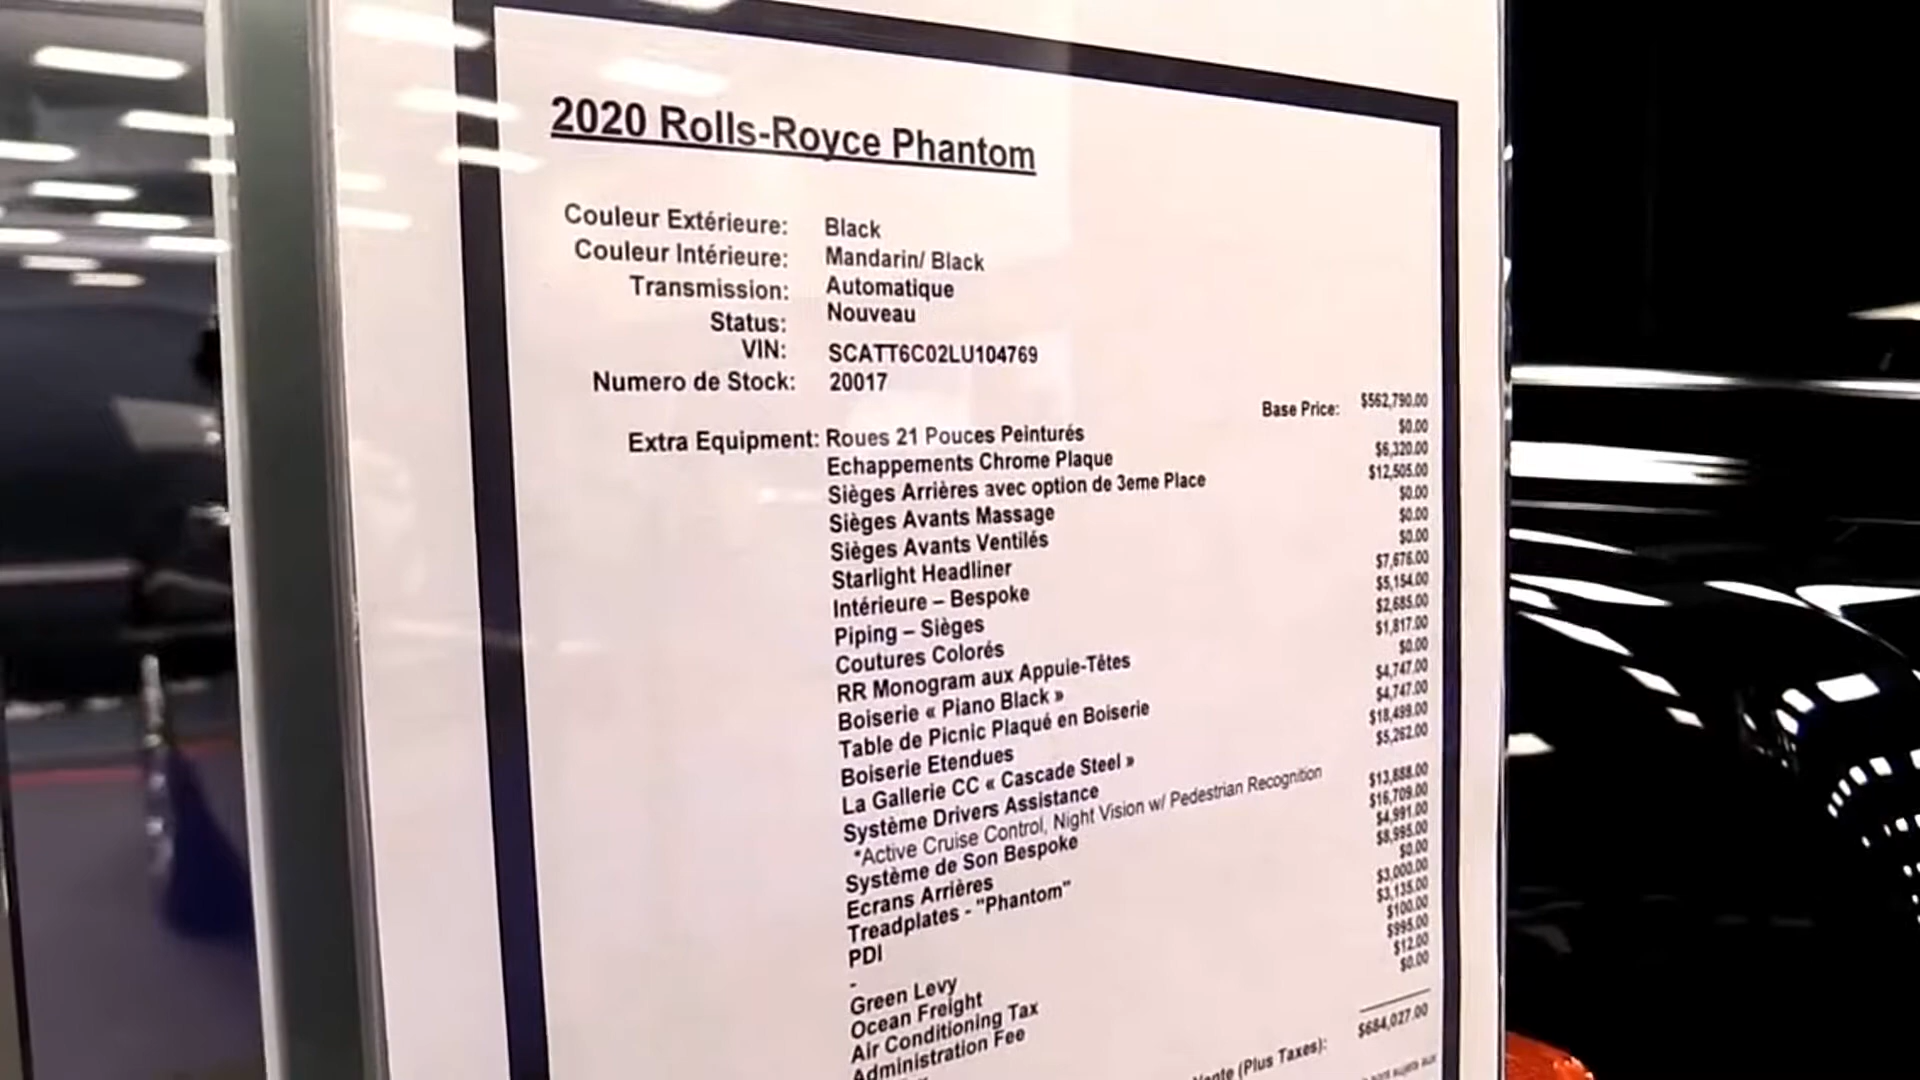 2020 Rolls-Royce Phantom
Couleur Extérieure: Black
Couleur Intérieure: Mandarin/ Black
Transmission: Automatique
Status: Nouveau
VIN: SCATT6C02LU104769
Numero de Stock: 20017
Base Price: $562,790.00
Extra Equipment: Roues 21 Pouces Peinturés $0.00
Echappements Chrome Plaque $6,320.00
Sièges Arrières avec option de 3eme Place $12,505.00
Sièges Avants Massage $0.00
Sièges Avants Ventilés $0.00
Starlight Headliner $0.00
Intérieure – Bespoke $7,676.00
Piping – Sièges $5,154.00
Coutures Colorés $2,685.00
RR Monogram aux Appuie-Têtes $1,817.00
Boiserie « Piano Black » $0.00
Table de Picnic Plaqué en Boiserie $4,747.00
Boiserie Etendues $4,747.00
La Gallerie CC « Cascade Steel » $18,499.00
Système Drivers Assistance $5,262.00
*Active Cruise Control, Night Vision w/ Pedestrian Recognition
Système de Son Bespoke $13,888.00
Ecrans Arrières $16,709.00
Treadplates - "Phantom" $4,991.00
PDI $8,995.00
- $0.00
Green Levy $3,000.00
Ocean Freight $3,135.00
Air Conditioning Tax $100.00
Administration Fee $995.00
$12.00
$0.00
(Plus Taxes): $684,027.00